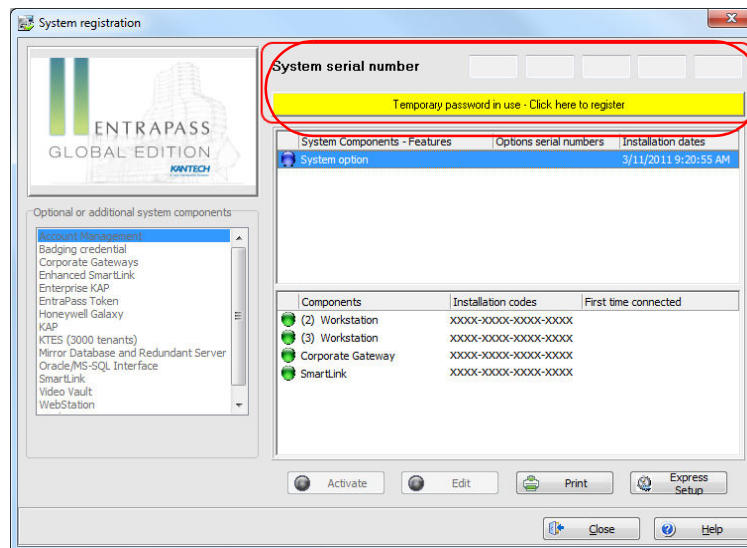 System registration
System serial number
Temporary password in use - Click here to register
ENTRAPASS
GLOBAL EDITION
KANTECH
System Components - Features Options serial numbers Installation dates
System option 3/11/2011 9:20:55 AM
Optional or additional system components
Account Management
Badging credential
Corporate Gateways
Enhanced SmartLink
Enterprise KAP
EntraPass Token
Honeywell Galaxy
KAP
KTES (3000 tenants)
Mirror Database and Redundant Server
Oracle/MS-SQL Interface
SmartLink
Video Vault
WebStation
Components Installation codes First time connected
(2) Workstation XXXX-XXXX-XXXX-XXXX
(3) Workstation XXXX-XXXX-XXXX-XXXX
Corporate Gateway XXXX-XXXX-XXXX-XXXX
SmartLink XXXX-XXXX-XXXX-XXXX
Activate
Edit
Print
Express Setup
Close
Help